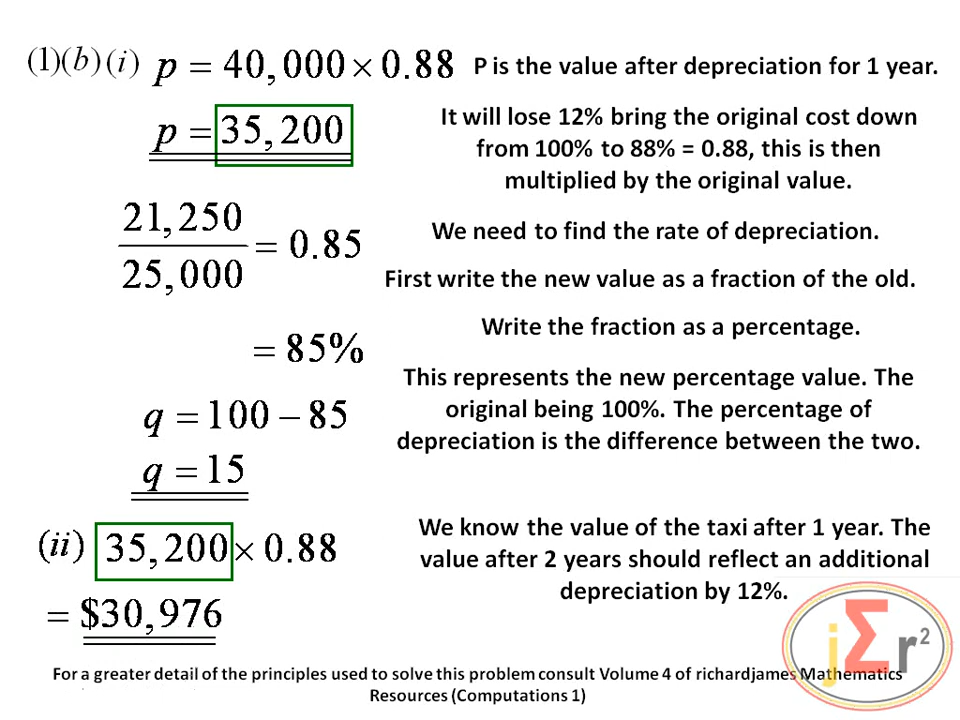 (1)(b)(i) p = 40,000 × 0.88 P is the value after depreciation for 1 year.
p = 35,200
It will lose 12% bring the original cost down
from 100% to 88% = 0.88, this is then
multiplied by the original value.
21,250
25,000
= 0.85
We need to find the rate of depreciation.
First write the new value as a fraction of the old.
Write the fraction as a percentage.
= 85%
This represents the new percentage value. The
original being 100%. The percentage of
depreciation is the difference between the two.
q = 100 − 85
q = 15
(ii) 35,200 × 0.88
We know the value of the taxi after 1 year. The
value after 2 years should reflect an additional
depreciation by 12%.
= $30,976
jΣr²
For a greater detail of the principles used to solve this problem consult Volume 4 of richardjames Mathematics
Resources (Computations 1)